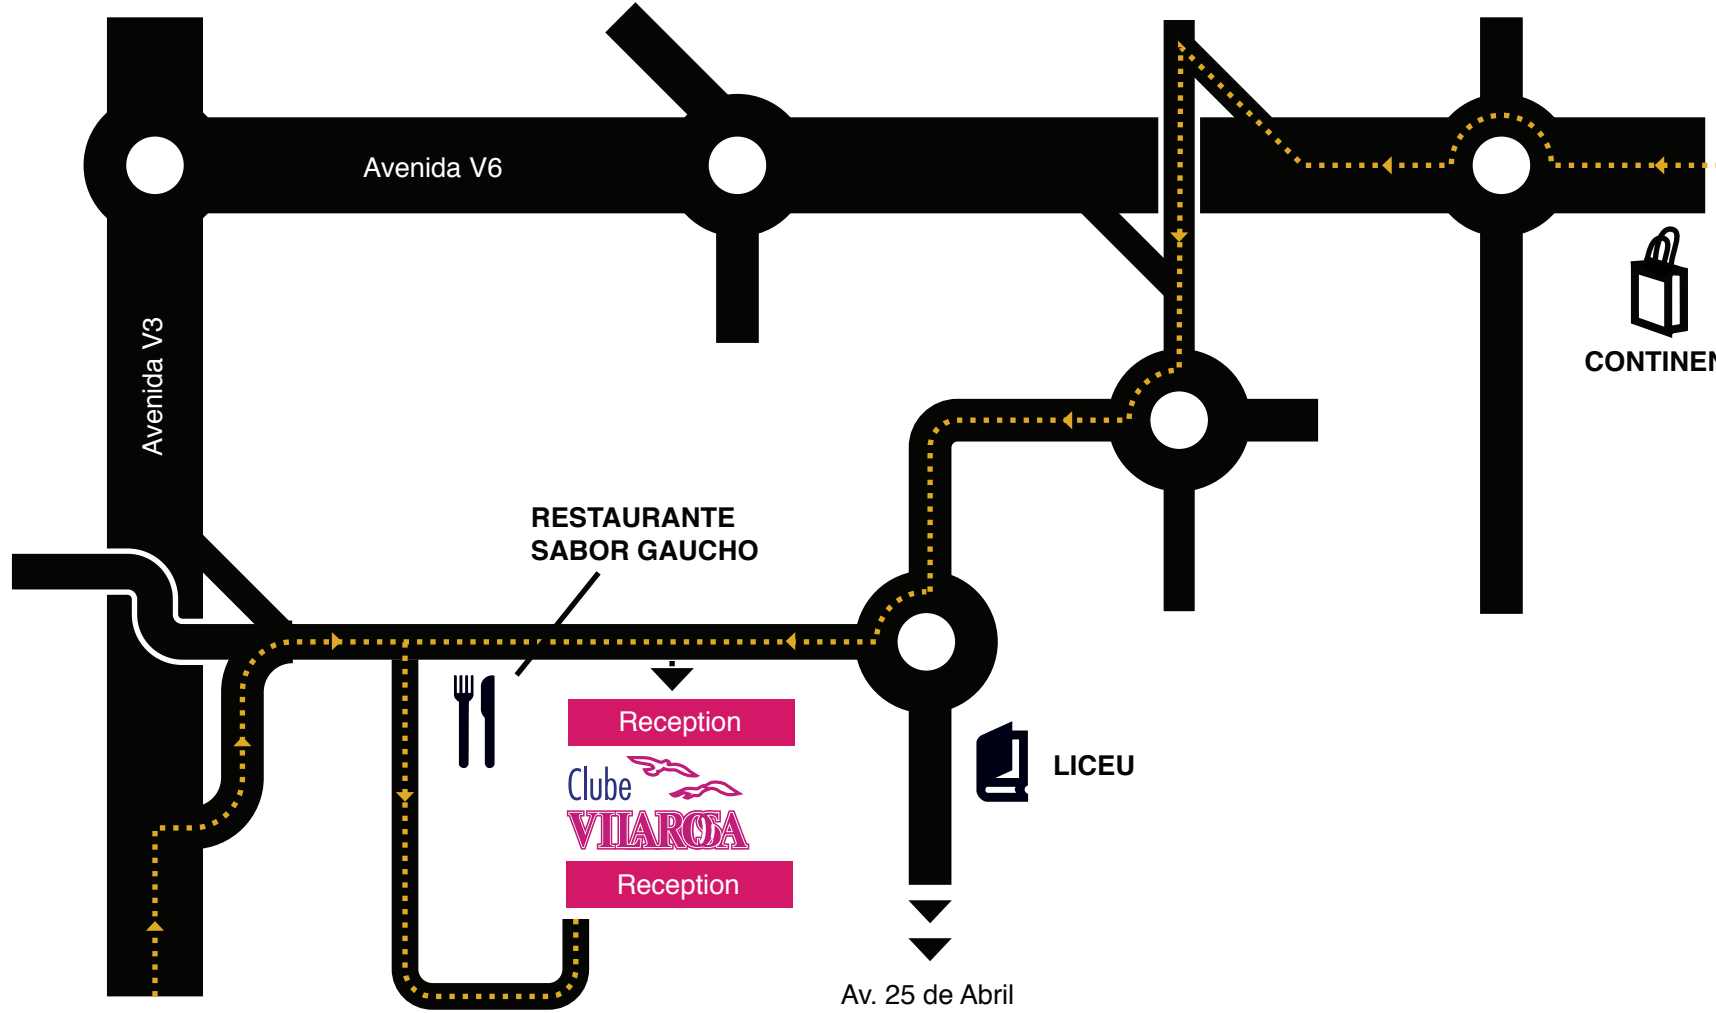 Avenida V6
Avenida V3
CONTINEN
RESTAURANTE
SABOR GAUCHO
Reception
Clube
VILAROSA
Reception
LICEU
Av. 25 de Abril